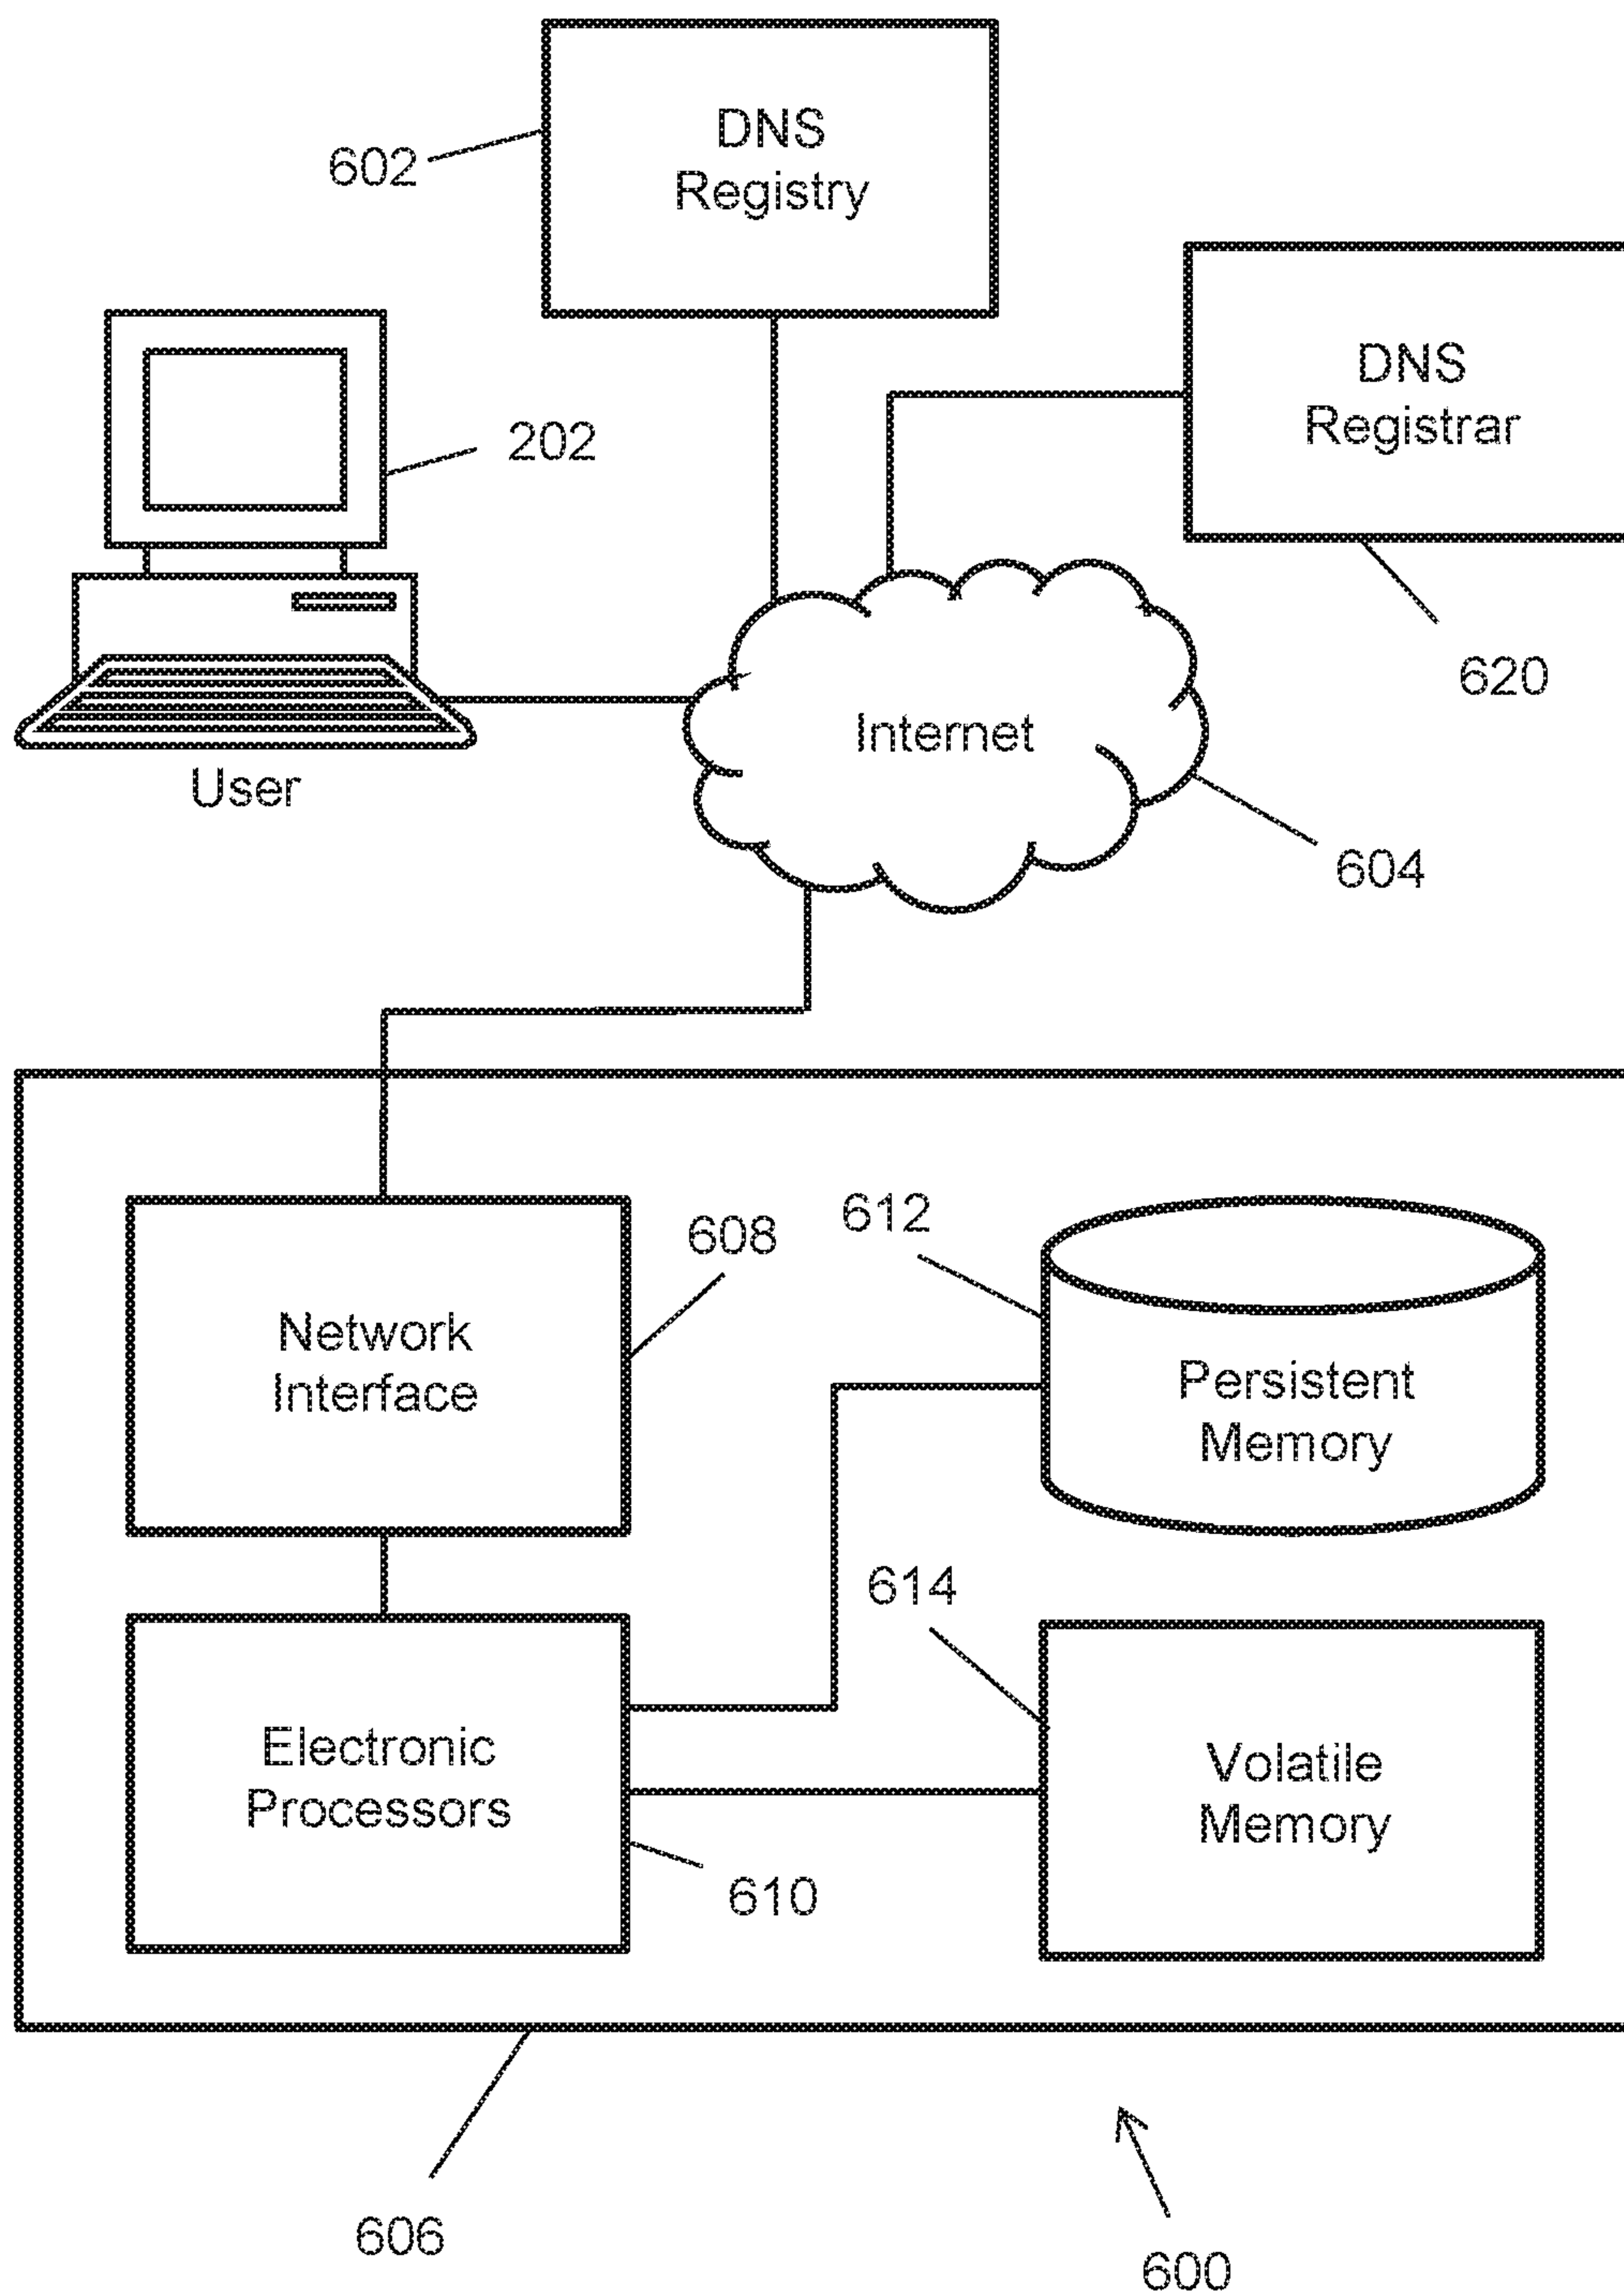 DNS
Registry
602
DNS
Registrar
202
620
Internet
User
604
612
608
Network
Interface
Persistent
Memory
614
Electronic
Processors
Volatile
Memory
610
606
600